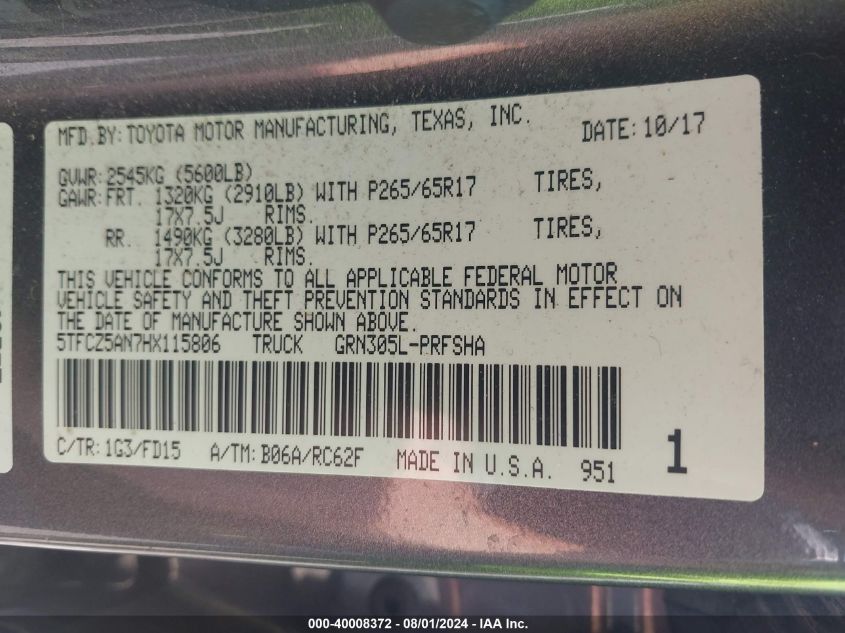 MFD.BY:TOYOTA MOTOR MANUFACTURING, TEXAS, INC.
DATE:10/17
GVWR:2545KG (5600LB)
GAWR:FRT. 1320KG (2910LB) WITH P265/65R17 TIRES,
17X7.5J RIMS.
RR. 1490KG (3280LB) WITH P265/65R17 TIRES,
17X7.5J RIMS.
THIS VEHICLE CONFORMS TO ALL APPLICABLE FEDERAL MOTOR
VEHICLE SAFETY AND THEFT PREVENTION STANDARDS IN EFFECT ON
THE DATE OF MANUFACTURE SHOWN ABOVE.
5TFCZ5AN7HX115806 TRUCK GRN305L-PRFSHA
C/TR:1G3/FD15 A/TM:B06A/RC62F MADE IN U.S.A. 951
1
000-40008372 - 08/01/2024 - IAA Inc.